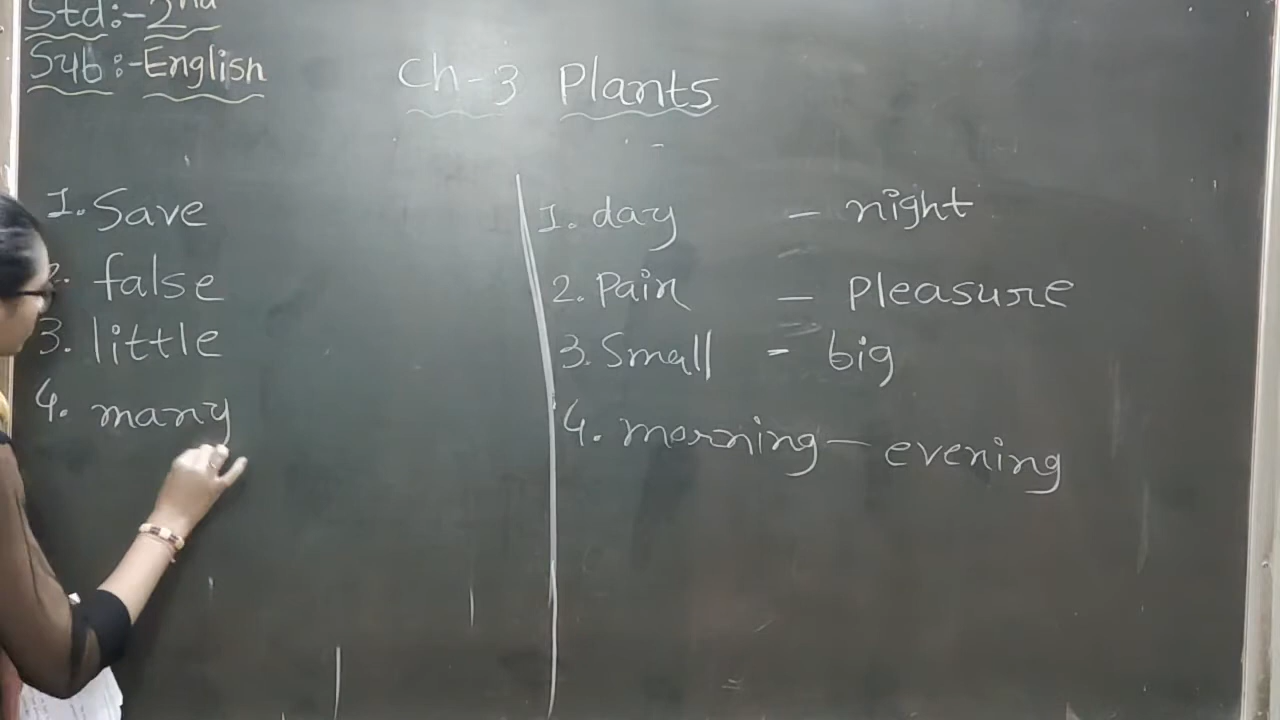 Std:- 2nd
Sub:- English
Ch-3 Plants
1. Save
2. false
3. little
4. many
1. day - night
2. Pain - Pleasure
3. Small - big
4. morning - evening